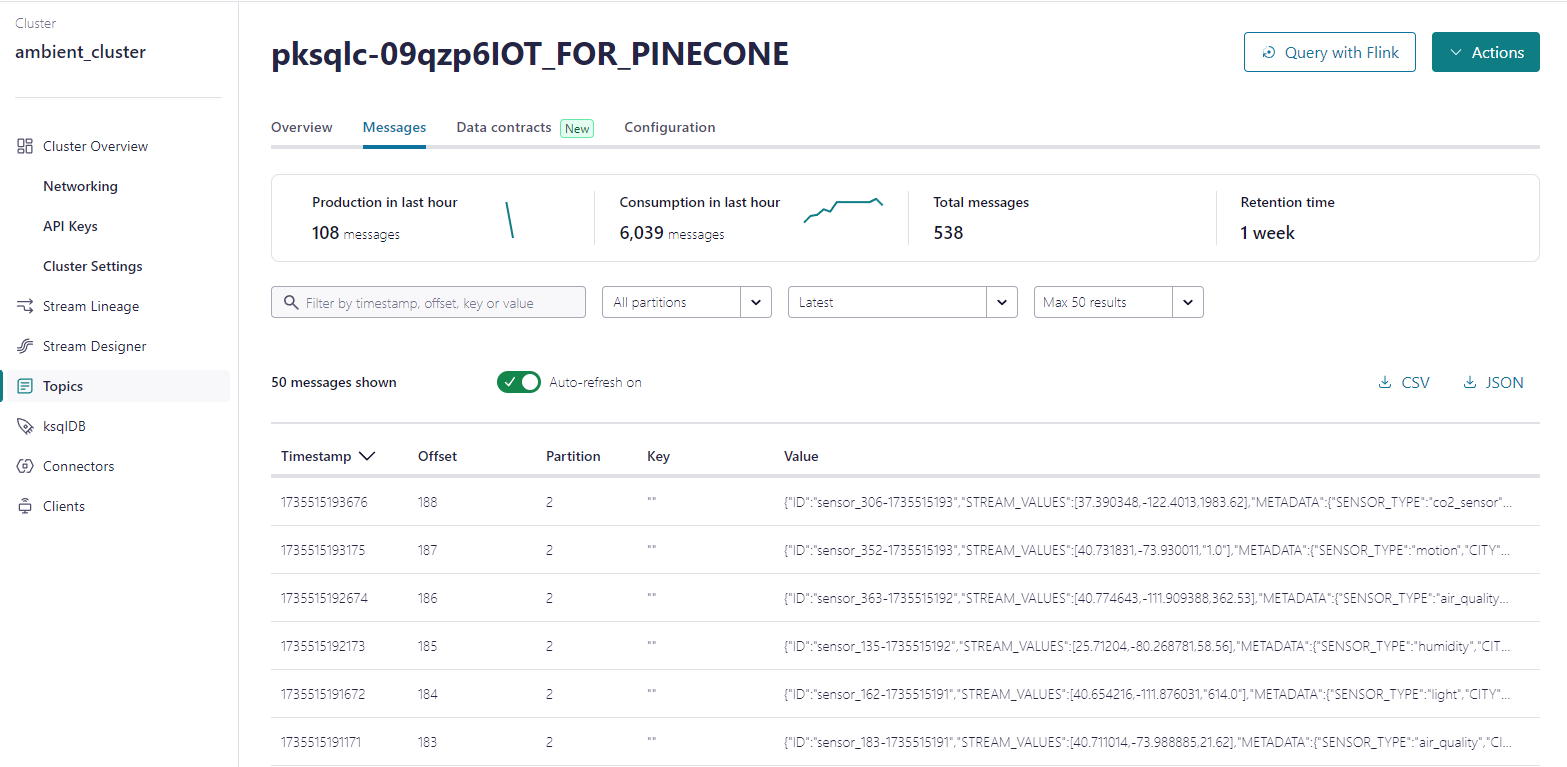 Cluster
ambient_cluster
Cluster Overview
Networking
API Keys
Cluster Settings
Stream Lineage
Stream Designer
Topics
ksqlDB
Connectors
Clients
pksqlc-09qzp6IOT_FOR_PINECONE
Query with Flink
Actions
Overview Messages Data contracts New Configuration
Production in last hour
108 messages
Consumption in last hour
6,039 messages
Total messages
538
Retention time
1 week
Filter by timestamp, offset, key or value
All partitions
Latest
Max 50 results
50 messages shown
Auto-refresh on
CSV
JSON
Timestamp Offset Partition Key Value
1735515193676 188 2 "" {"ID":"sensor_306-1735515193","STREAM_VALUES":[37.390348,-122.4013,1983.62],"METADATA":{"SENSOR_TYPE":"co2_sensor"...
1735515193175 187 2 "" {"ID":"sensor_352-1735515193","STREAM_VALUES":[40.731831,-73.930011,"1.0"],"METADATA":{"SENSOR_TYPE":"motion","CITY"...
1735515192674 186 2 "" {"ID":"sensor_363-1735515192","STREAM_VALUES":[40.774643,-111.909388,362.53],"METADATA":{"SENSOR_TYPE":"air_quality...
1735515192173 185 2 "" {"ID":"sensor_135-1735515192","STREAM_VALUES":[25.71204,-80.268781,58.56],"METADATA":{"SENSOR_TYPE":"humidity","CIT...
1735515191672 184 2 "" {"ID":"sensor_162-1735515191","STREAM_VALUES":[40.654216,-111.876031,"614.0"],"METADATA":{"SENSOR_TYPE":"light","CITY"...
1735515191171 183 2 "" {"ID":"sensor_183-1735515191","STREAM_VALUES":[40.711014,-73.988885,21.62],"METADATA":{"SENSOR_TYPE":"air_quality","CI...